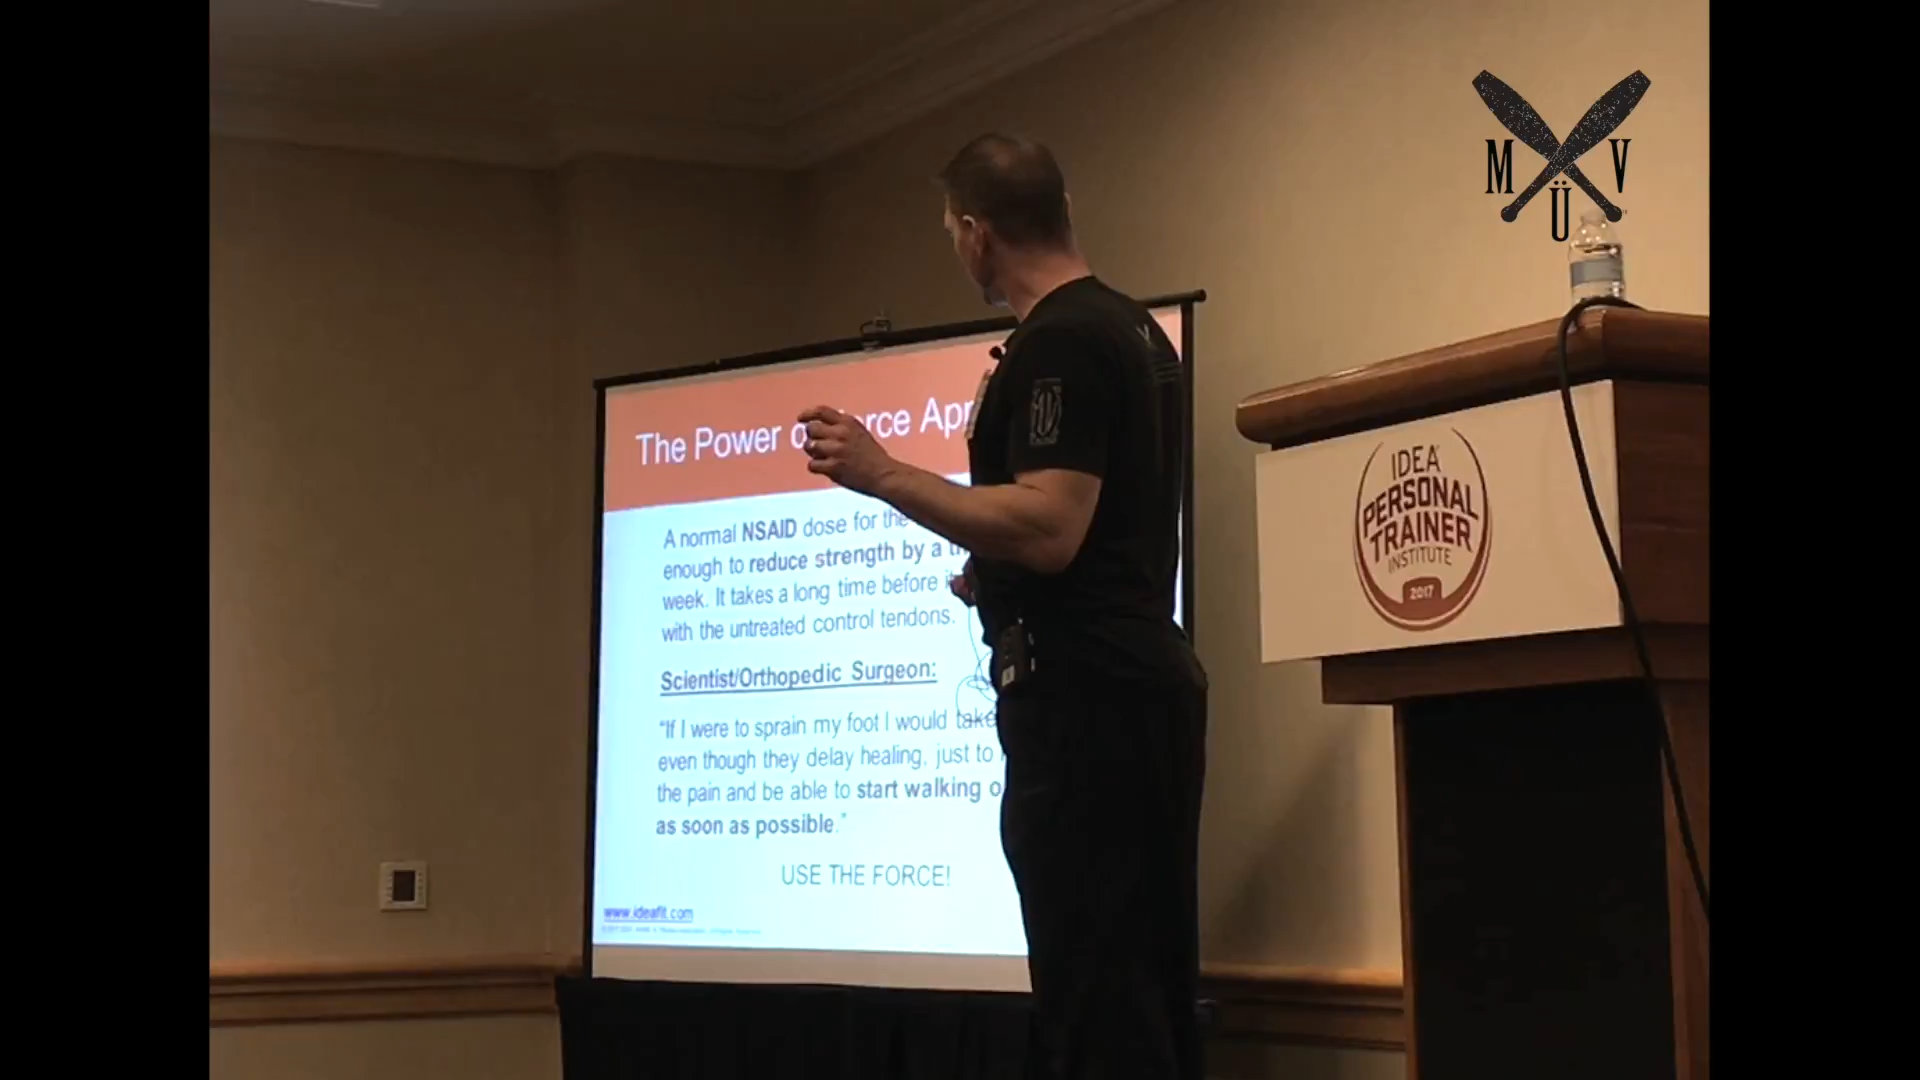 M V
Ü
The Power o
A normal NSAID dose for the
enough to reduce strength by a
week. It takes a long time before
with the untreated control tendons.
Scientist/Orthopedic Surgeon:
“If I were to sprain my foot I would take
even though they delay healing, just to
the pain and be able to start walking
as soon as possible.”
USE THE FORCE!
www.ideafit.com
IDEA
PERSONAL
TRAINER
INSTITUTE
2017